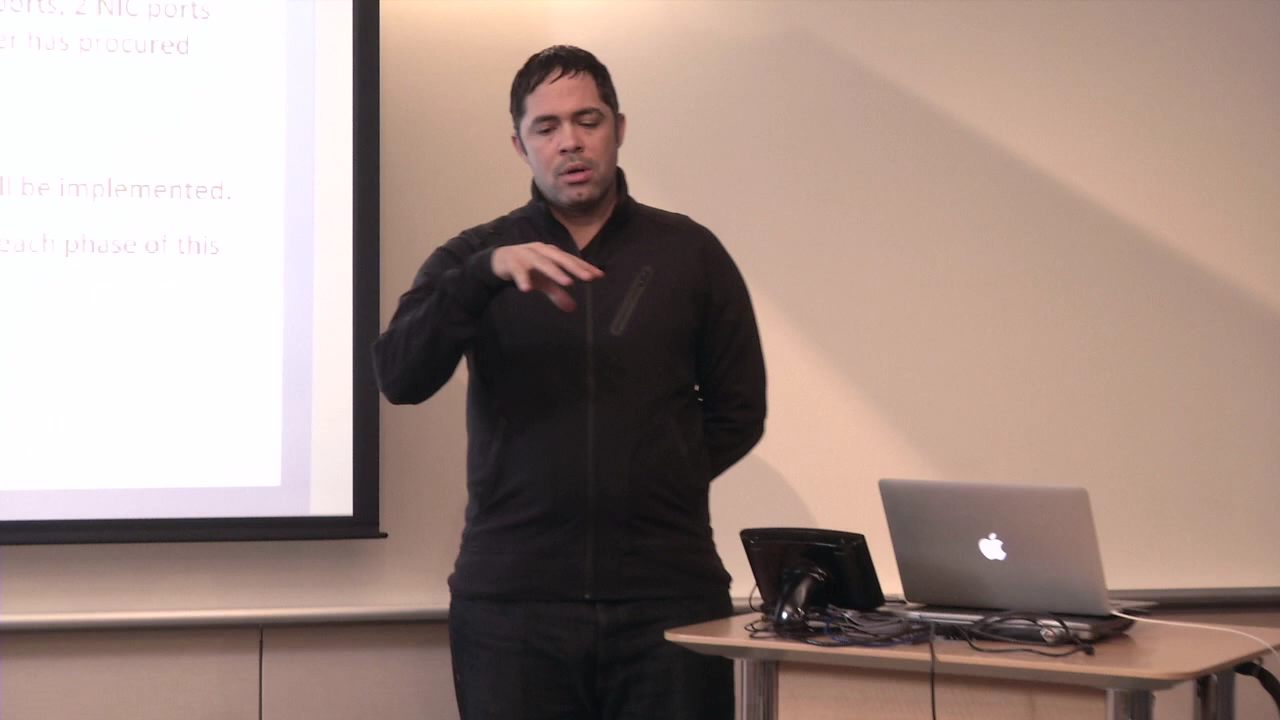 ports, 2 NIC ports
er has procured
ll be implemented.
each phase of this